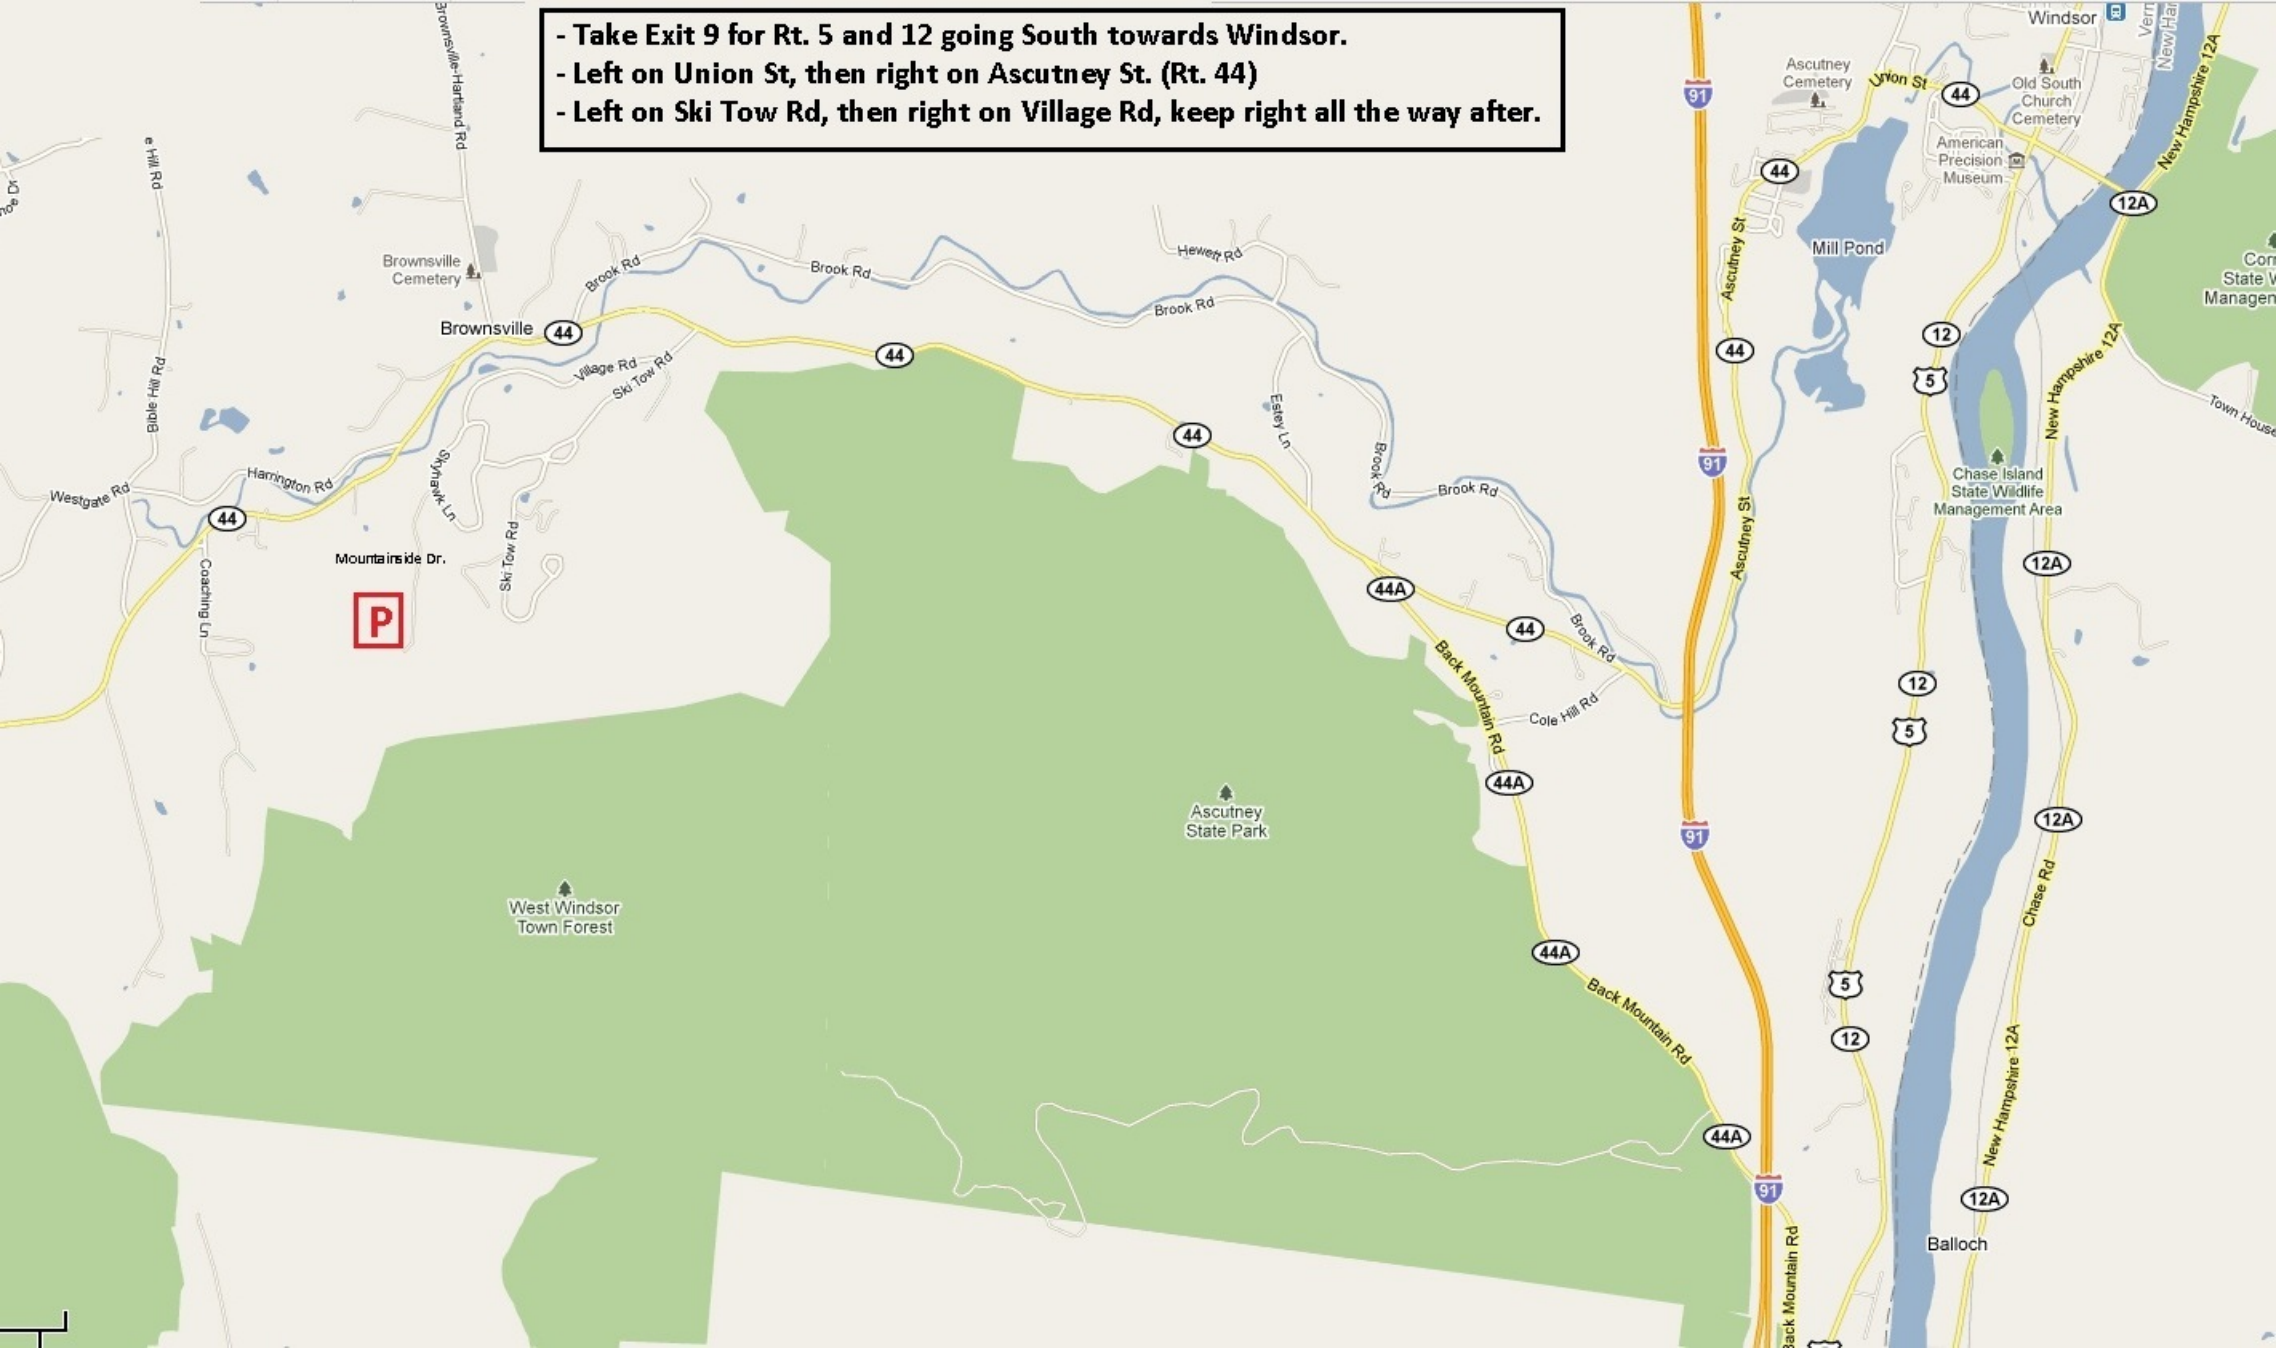 - Take Exit 9 for Rt. 5 and 12 going South towards Windsor.
- Left on Union St, then right on Ascutney St. (Rt. 44)
- Left on Ski Tow Rd, then right on Village Rd, keep right all the way after.
Brownsville-Hartland Rd
e Hill Rd
Brownsville
Cemetery
Brownsville
44
Brook Rd
Brook Rd
Brook Rd
Hewett Rd
44
Village Rd
Ski Tow Rd
Bible Hill Rd
Westgate Rd
Harrington Rd
44
Skyhawk Ln
Ski Tow Rd
Coaching Ln
Mountainside Dr.
P
44
Estey Ln
Brook Rd
Brook Rd
44A
44
Brook Rd
Back Mountain Rd
Cole Hill Rd
44A
44A
Back Mountain Rd
44A
Ascutney
State Park
West Windsor
Town Forest
91
91
91
91
Back Mountain Rd
Windsor
Ascutney
Cemetery
Union St
44
Old South
Church
Cemetery
American
Precision
Museum
44
Ascutney St
Mill Pond
44
Ascutney St
New Hampshire 12A
12A
12
5
New Hampshire 12A
Town House
Chase Island
State Wildlife
Management Area
12A
12
5
12A
Chase Rd
5
12
New Hampshire 12A
12A
Balloch